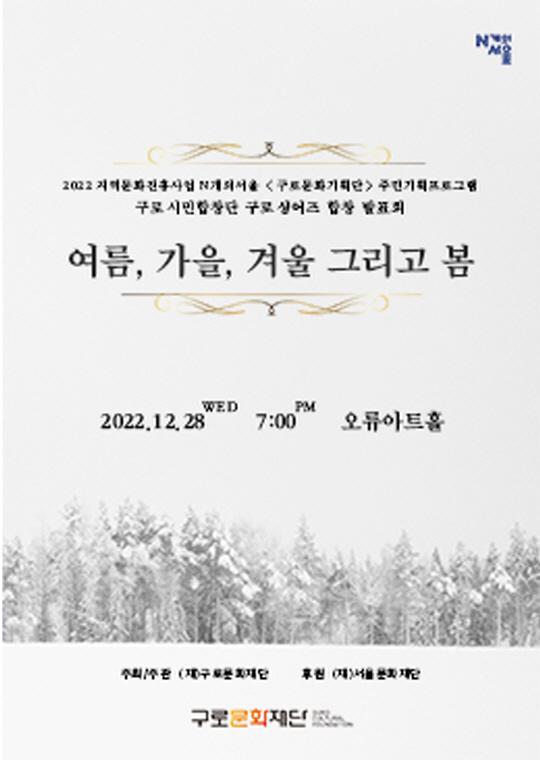 N개의
서울
2022 지역문화진흥사업 N개의서울 <구로문화기획단> 주민기획프로그램
구로시민합창단 구로싱어즈 합창 발표회
여름, 가을, 겨울 그리고 봄
2022.12.28 WED 7:00 PM 오류아트홀
주최/주관 (재)구로문화재단 후원 (재)서울문화재단
구로문화재단 GURO CULTURAL FOUNDATION